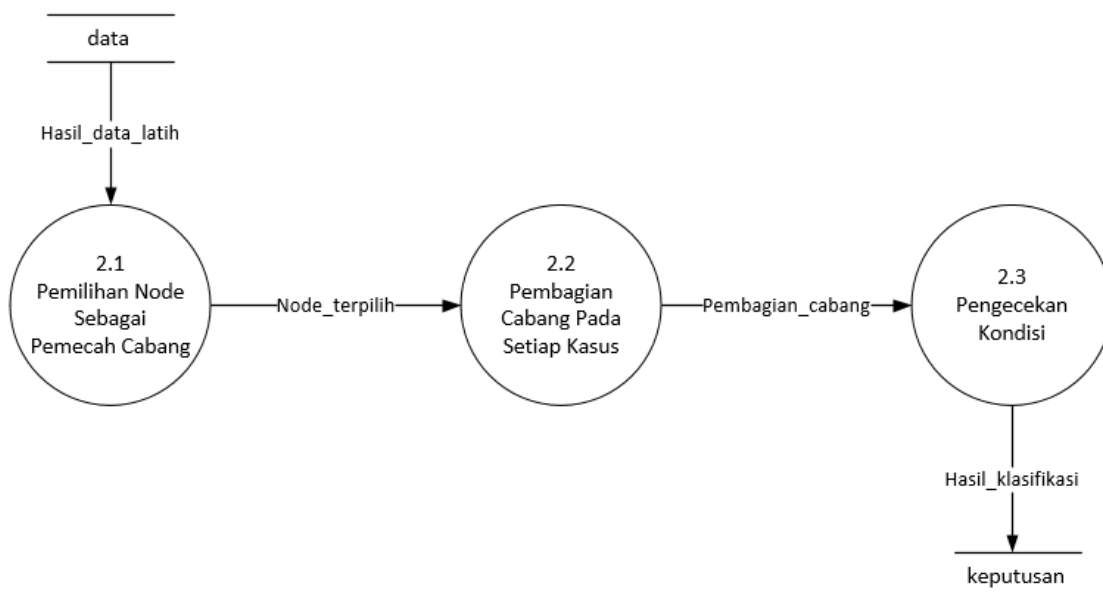 data
Hasil_data_latih
2.1
Pemilihan Node
Sebagai
Pemecah Cabang
Node_terpilih
2.2
Pembagian
Cabang Pada
Setiap Kasus
Pembagian_cabang
2.3
Pengecekan
Kondisi
Hasil_klasifikasi
keputusan